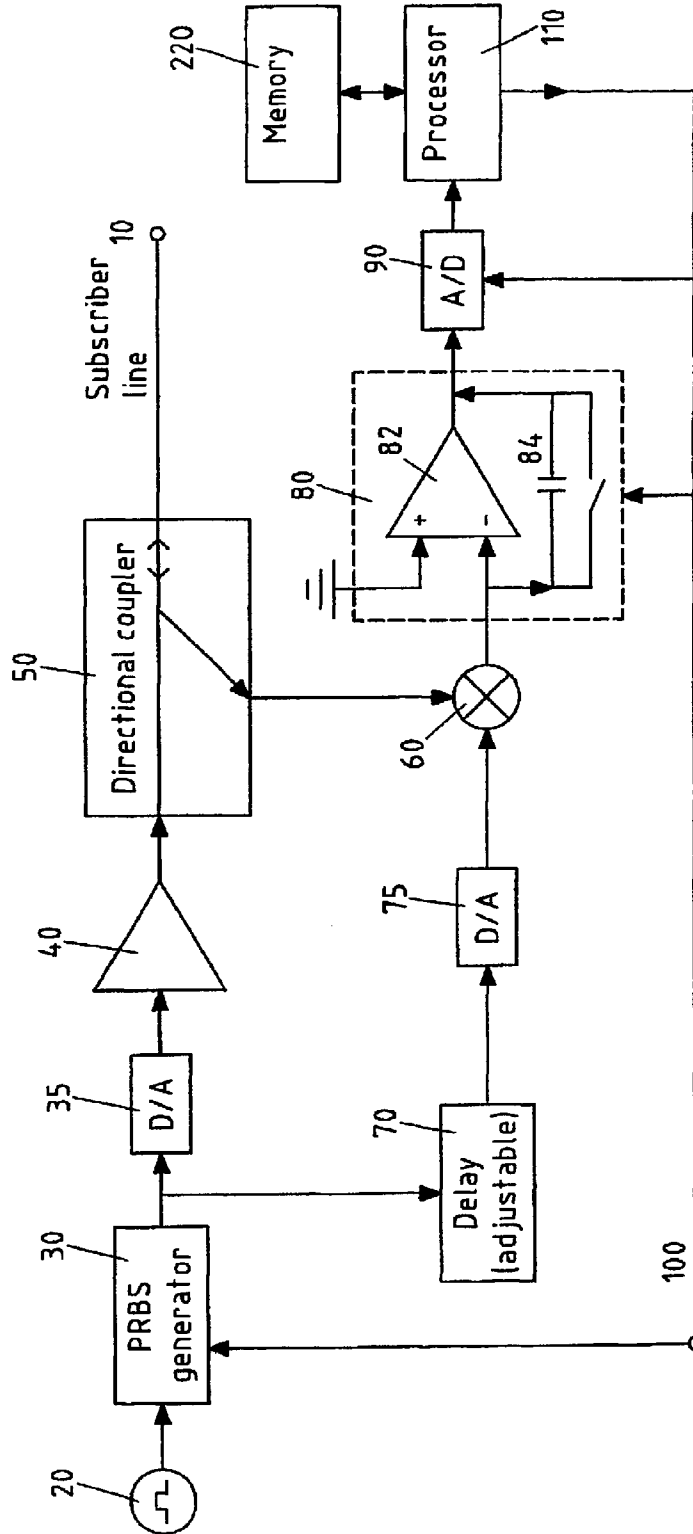 20
30
PRBS
generator
35
D/A
40
50
Directional coupler
Subscriber
line
10
70
Delay
(adjustable)
75
D/A
60
80
+
-
82
84
90
A/D
220
Memory
Processor
110
100